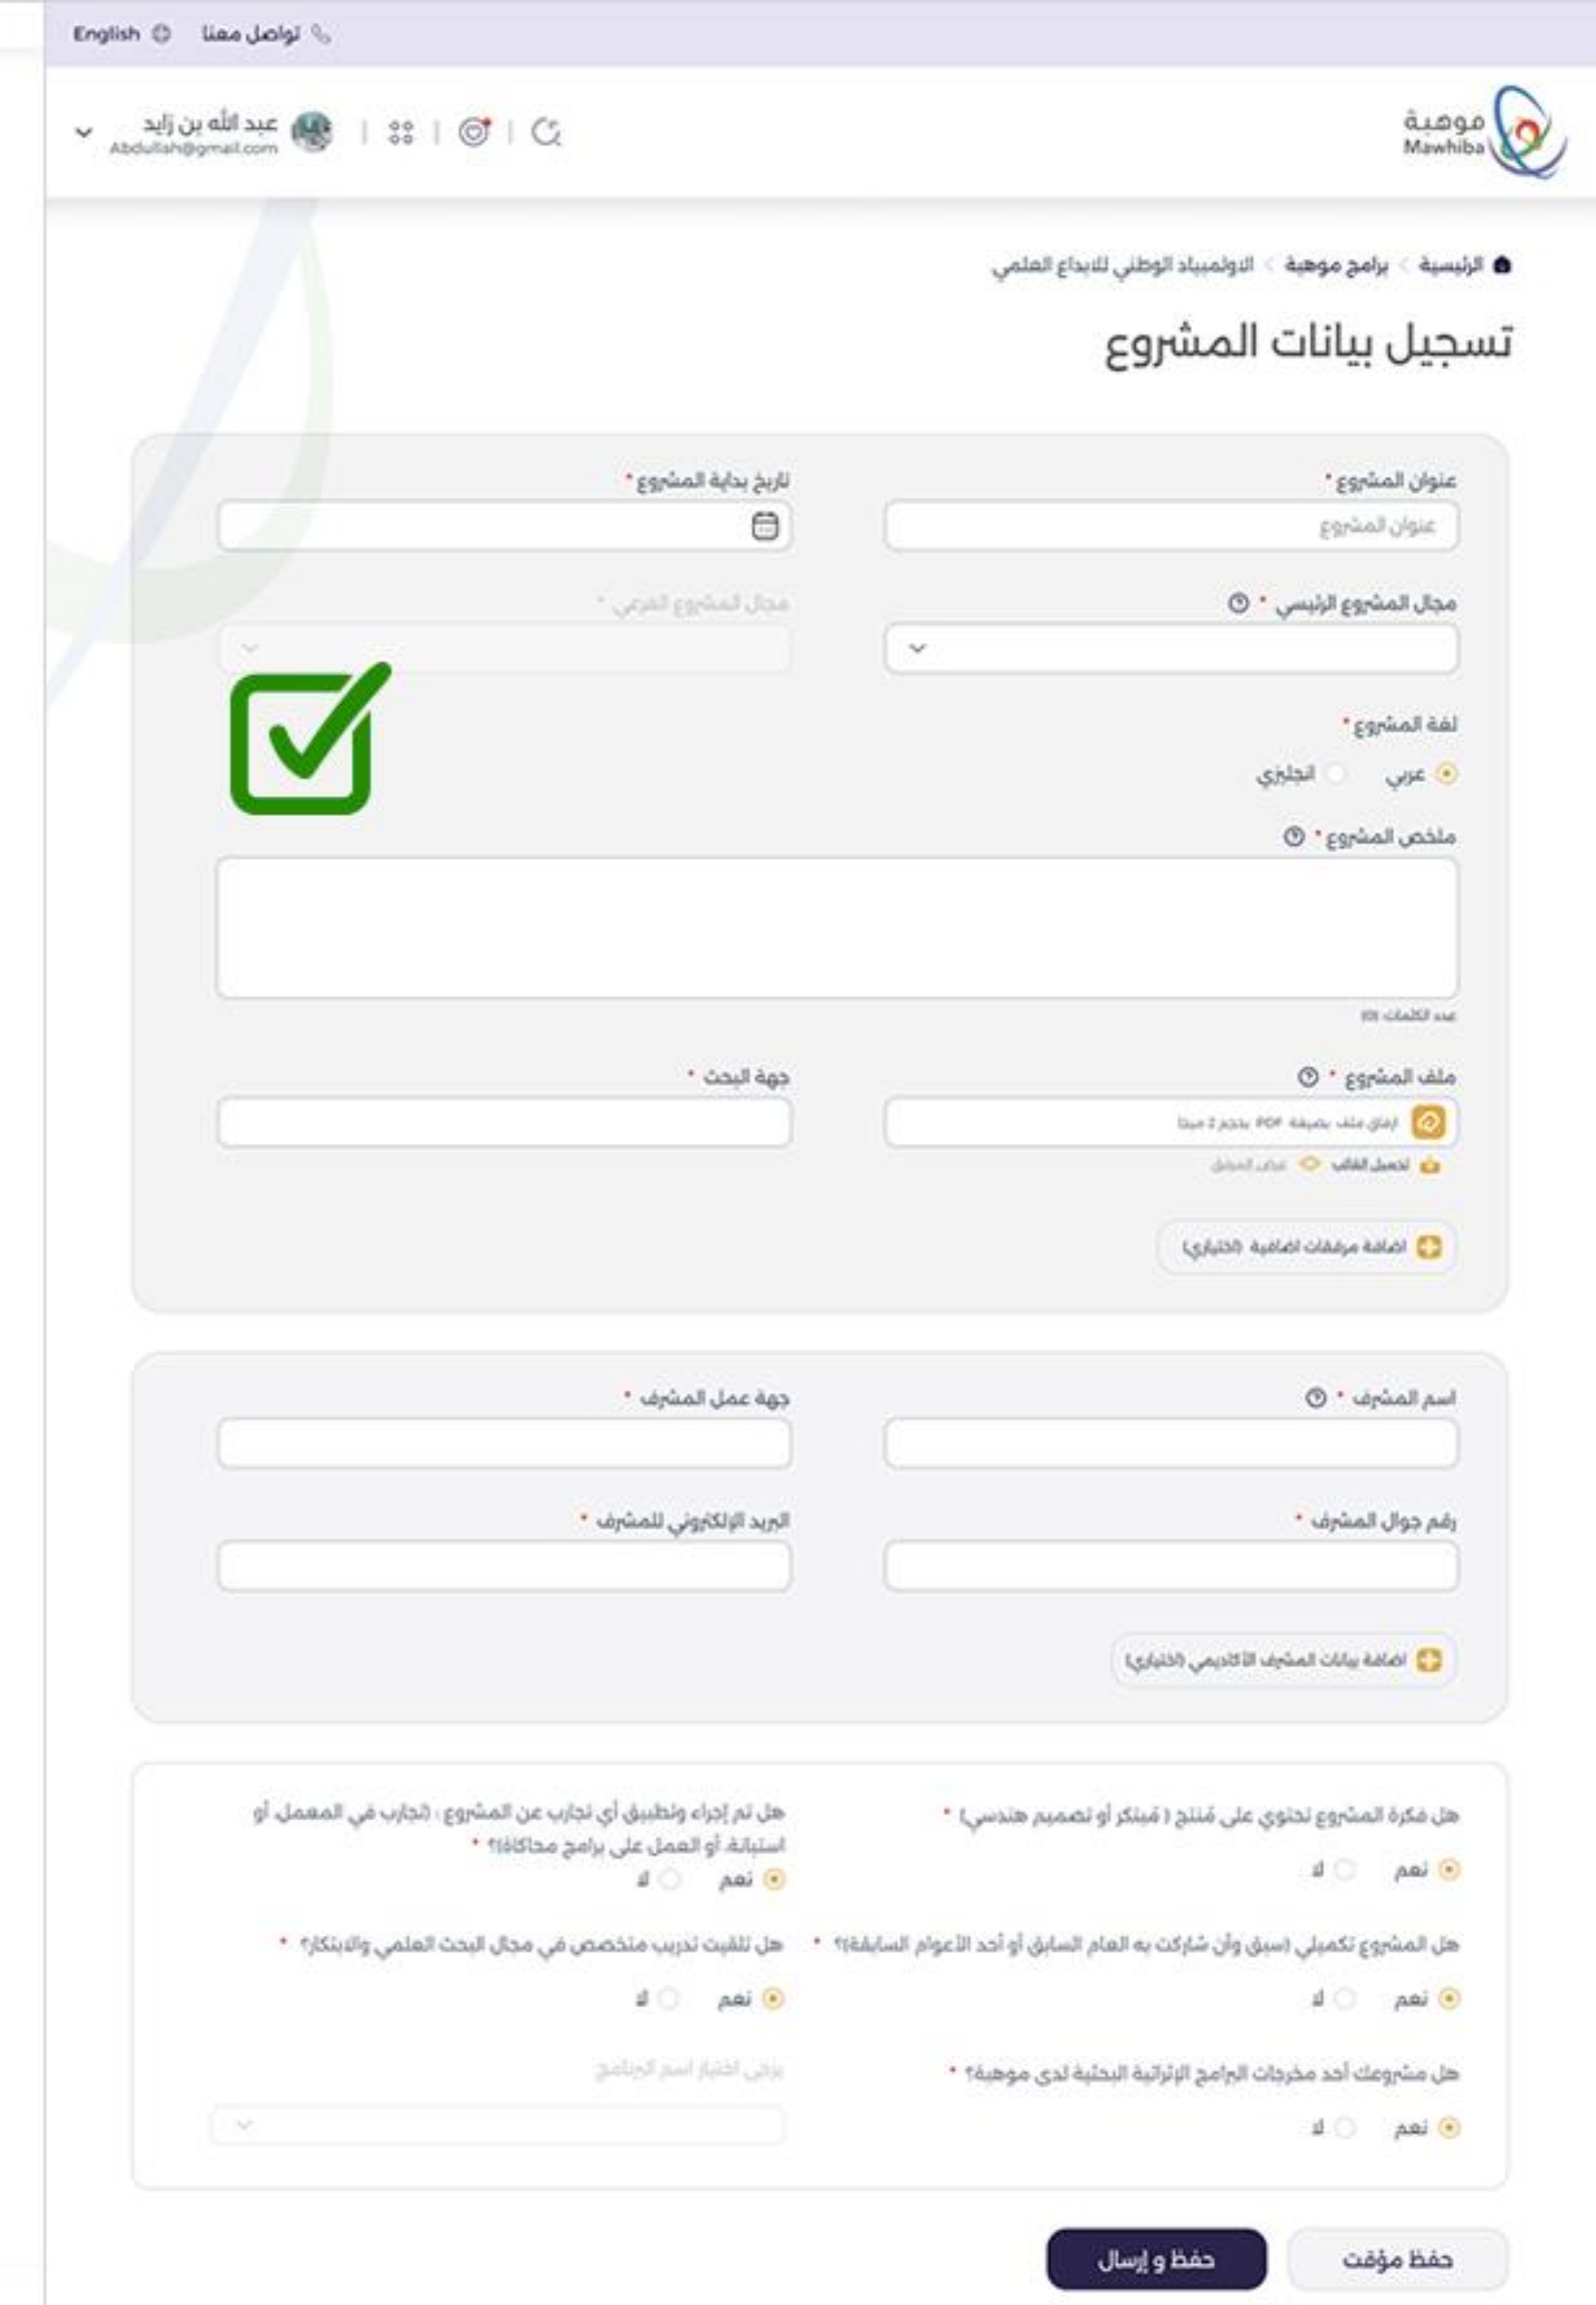 تواصل معنا English
موهبة
Mawhiba
عبد الله بن زايد
Abdullah@gmail.com
الرئيسية > برامج موهبة > الاولمبياد الوطني للابداع العلمي
تسجيل بيانات المشروع
عنوان المشروع * تاريخ بداية المشروع *
عنوان المشروع
مجال المشروع الرئيسي * مجال المشروع الفرعي *
لغة المشروع *
عربي انجليزي
ملخص المشروع *
عدد الكلمات (0)
ملف المشروع * جهة البحث *
ارفاق ملف بصيغة PDF بحجم 2 ميجا
تحميل القالب عرض المرفق
اضافة مرفقات اضافية (اختياري)
اسم المشرف * جهة عمل المشرف *
رقم جوال المشرف * البريد الإلكتروني للمشرف *
اضافة بيانات المشرف الأكاديمي (اختياري)
هل فكرة المشروع تحتوي على مُنتج ( مُبتكر أو تصميم هندسي) * هل تم إجراء وتطبيق أي تجارب عن المشروع : (تجارب في المعمل، أو
استبانة، أو العمل على برامج محاكاة)؟ *
نعم لا نعم لا
هل المشروع تكميلي (سبق وأن شاركت به العام السابق أو أحد الأعوام السابقة)؟ * هل تلقيت تدريب متخصص في مجال البحث العلمي والابتكار؟ *
نعم لا نعم لا
هل مشروعك أحد مخرجات البرامج الإثرائية البحثية لدى موهبة؟ * يرجى اختيار اسم البرنامج
نعم لا
حفظ مؤقت حفظ و إرسال